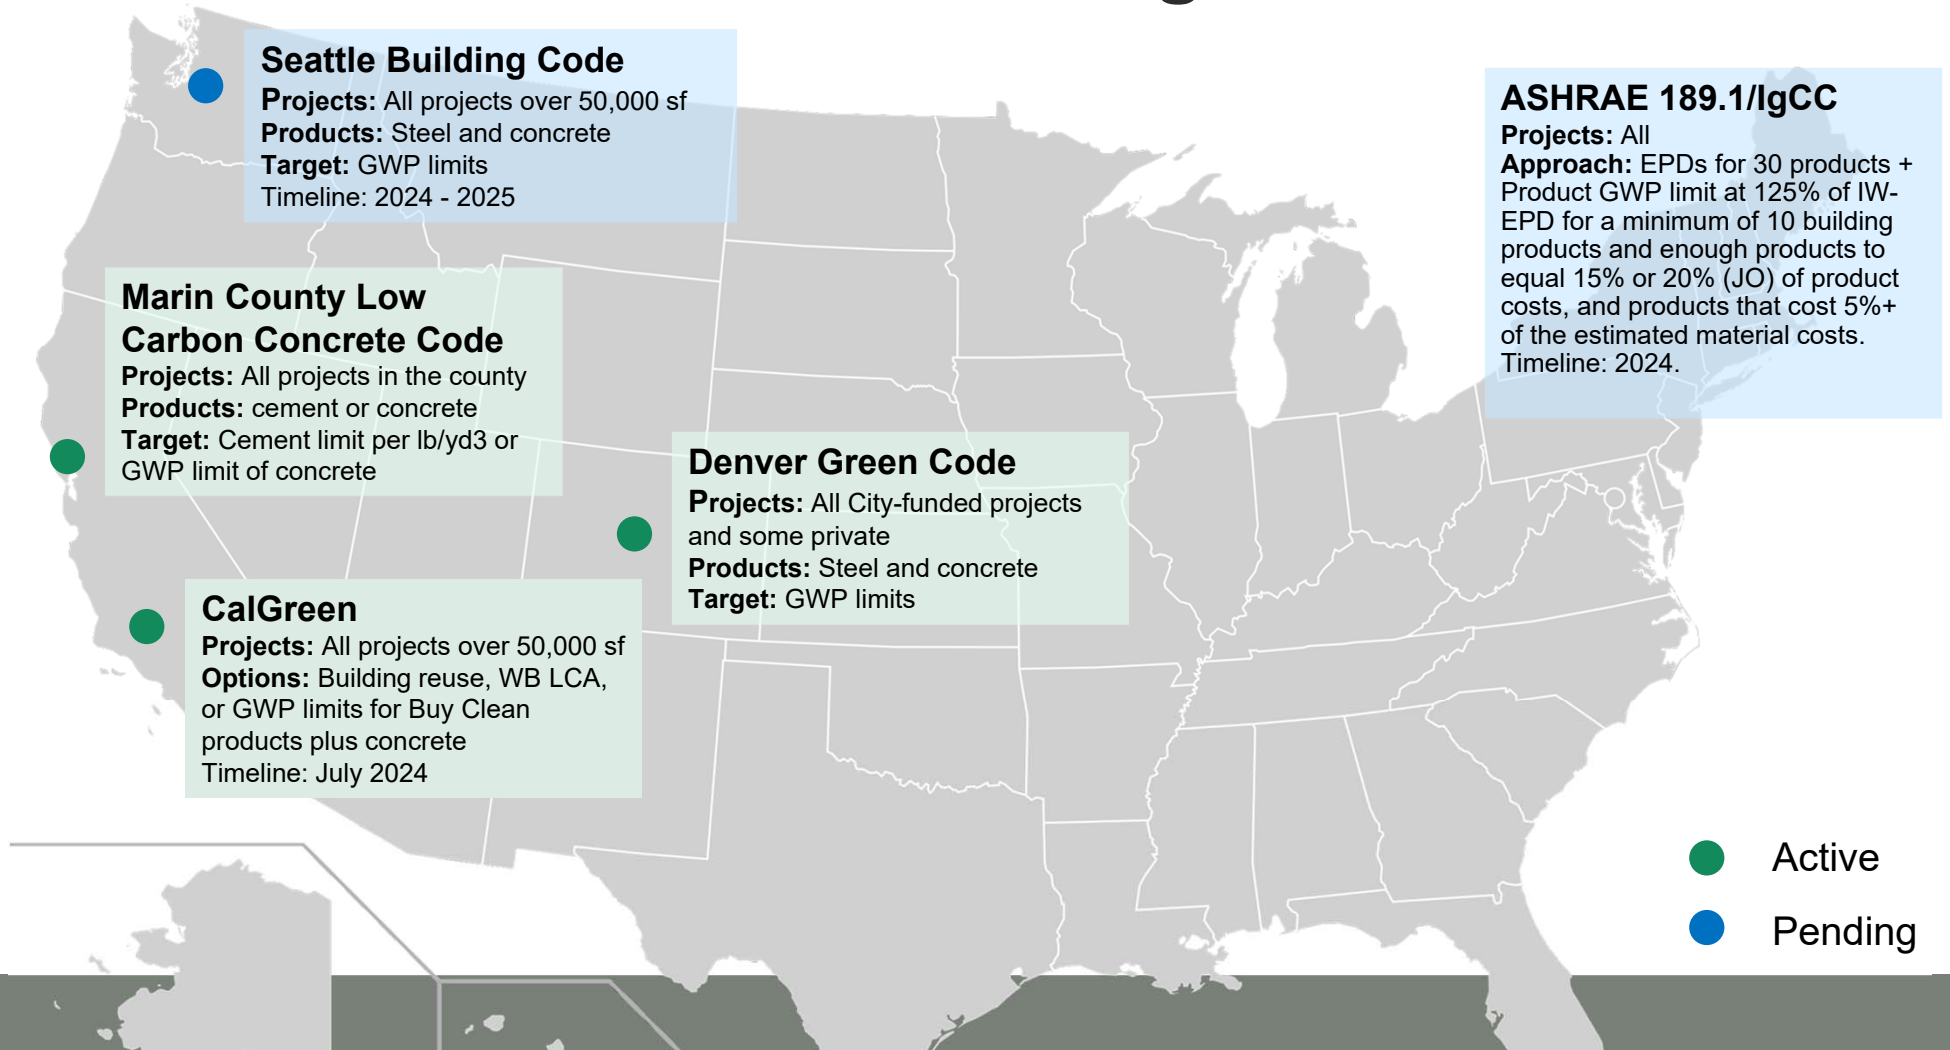 Seattle Building Code
Projects: All projects over 50,000 sf
Products: Steel and concrete
Target: GWP limits
Timeline: 2024 - 2025
ASHRAE 189.1/IgCC
Projects: All
Approach: EPDs for 30 products +
Product GWP limit at 125% of IW-
EPD for a minimum of 10 building
products and enough products to
equal 15% or 20% (JO) of product
costs, and products that cost 5%+
of the estimated material costs.
Timeline: 2024.
Marin County Low
Carbon Concrete Code
Projects: All projects in the county
Products: cement or concrete
Target: Cement limit per lb/yd3 or
GWP limit of concrete
Denver Green Code
Projects: All City-funded projects
and some private
Products: Steel and concrete
Target: GWP limits
CalGreen
Projects: All projects over 50,000 sf
Options: Building reuse, WB LCA,
or GWP limits for Buy Clean
products plus concrete
Timeline: July 2024
Active
Pending